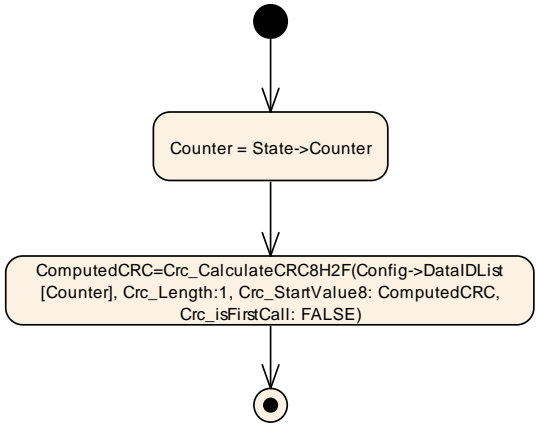 Counter = State->Counter
ComputedCRC=Crc_CalculateCRC8H2F(Config->DataIDList
[Counter], Crc_Length:1, Crc_StartValue8: ComputedCRC,
Crc_isFirstCall: FALSE)